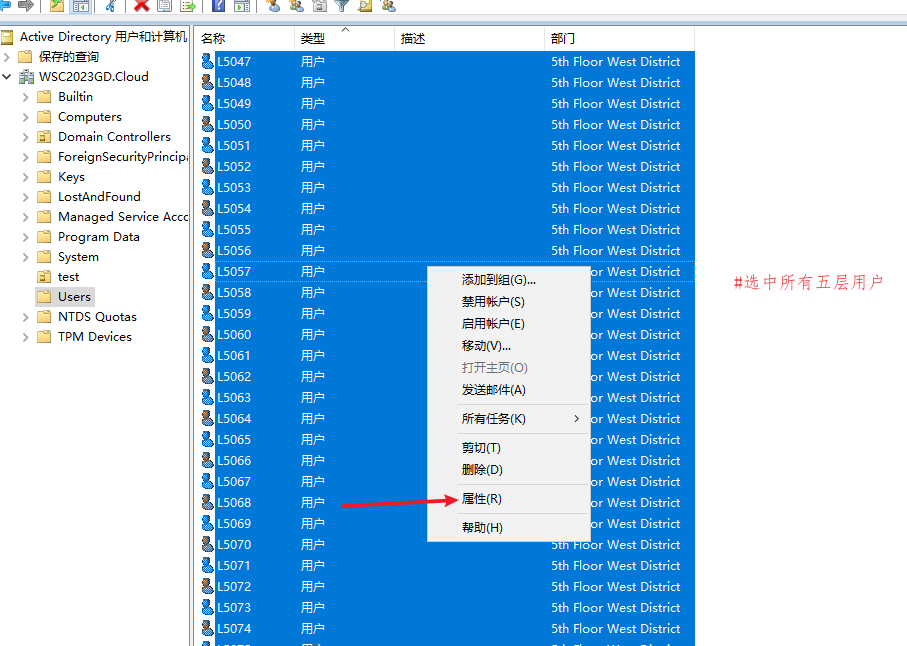 Active Directory 用户和计算机
保存的查询
WSC2023GD.Cloud
Builtin
Computers
Domain Controllers
ForeignSecurityPrincipa
Keys
LostAndFound
Managed Service Acco
Program Data
System
test
Users
NTDS Quotas
TPM Devices
名称 类型 描述 部门
L5047 用户 5th Floor West District
L5048 用户 5th Floor West District
L5049 用户 5th Floor West District
L5050 用户 5th Floor West District
L5051 用户 5th Floor West District
L5052 用户 5th Floor West District
L5053 用户 5th Floor West District
L5054 用户 5th Floor West District
L5055 用户 5th Floor West District
L5056 用户 5th Floor West District
L5057 用户 or West District
L5058 用户 or West District
L5059 用户 or West District
L5060 用户 or West District
L5061 用户 or West District
L5062 用户 or West District
L5063 用户 or West District
L5064 用户 or West District
L5065 用户 or West District
L5066 用户 or West District
L5067 用户 or West District
L5068 用户 or West District
L5069 用户 or West District
L5070 用户 5th Floor West District
L5071 用户 5th Floor West District
L5072 用户 5th Floor West District
L5073 用户 5th Floor West District
L5074 用户 5th Floor West District
添加到组(G)...
禁用帐户(S)
启用帐户(E)
移动(V)...
打开主页(O)
发送邮件(A)
所有任务(K)
剪切(T)
删除(D)
属性(R)
帮助(H)
#选中所有五层用户